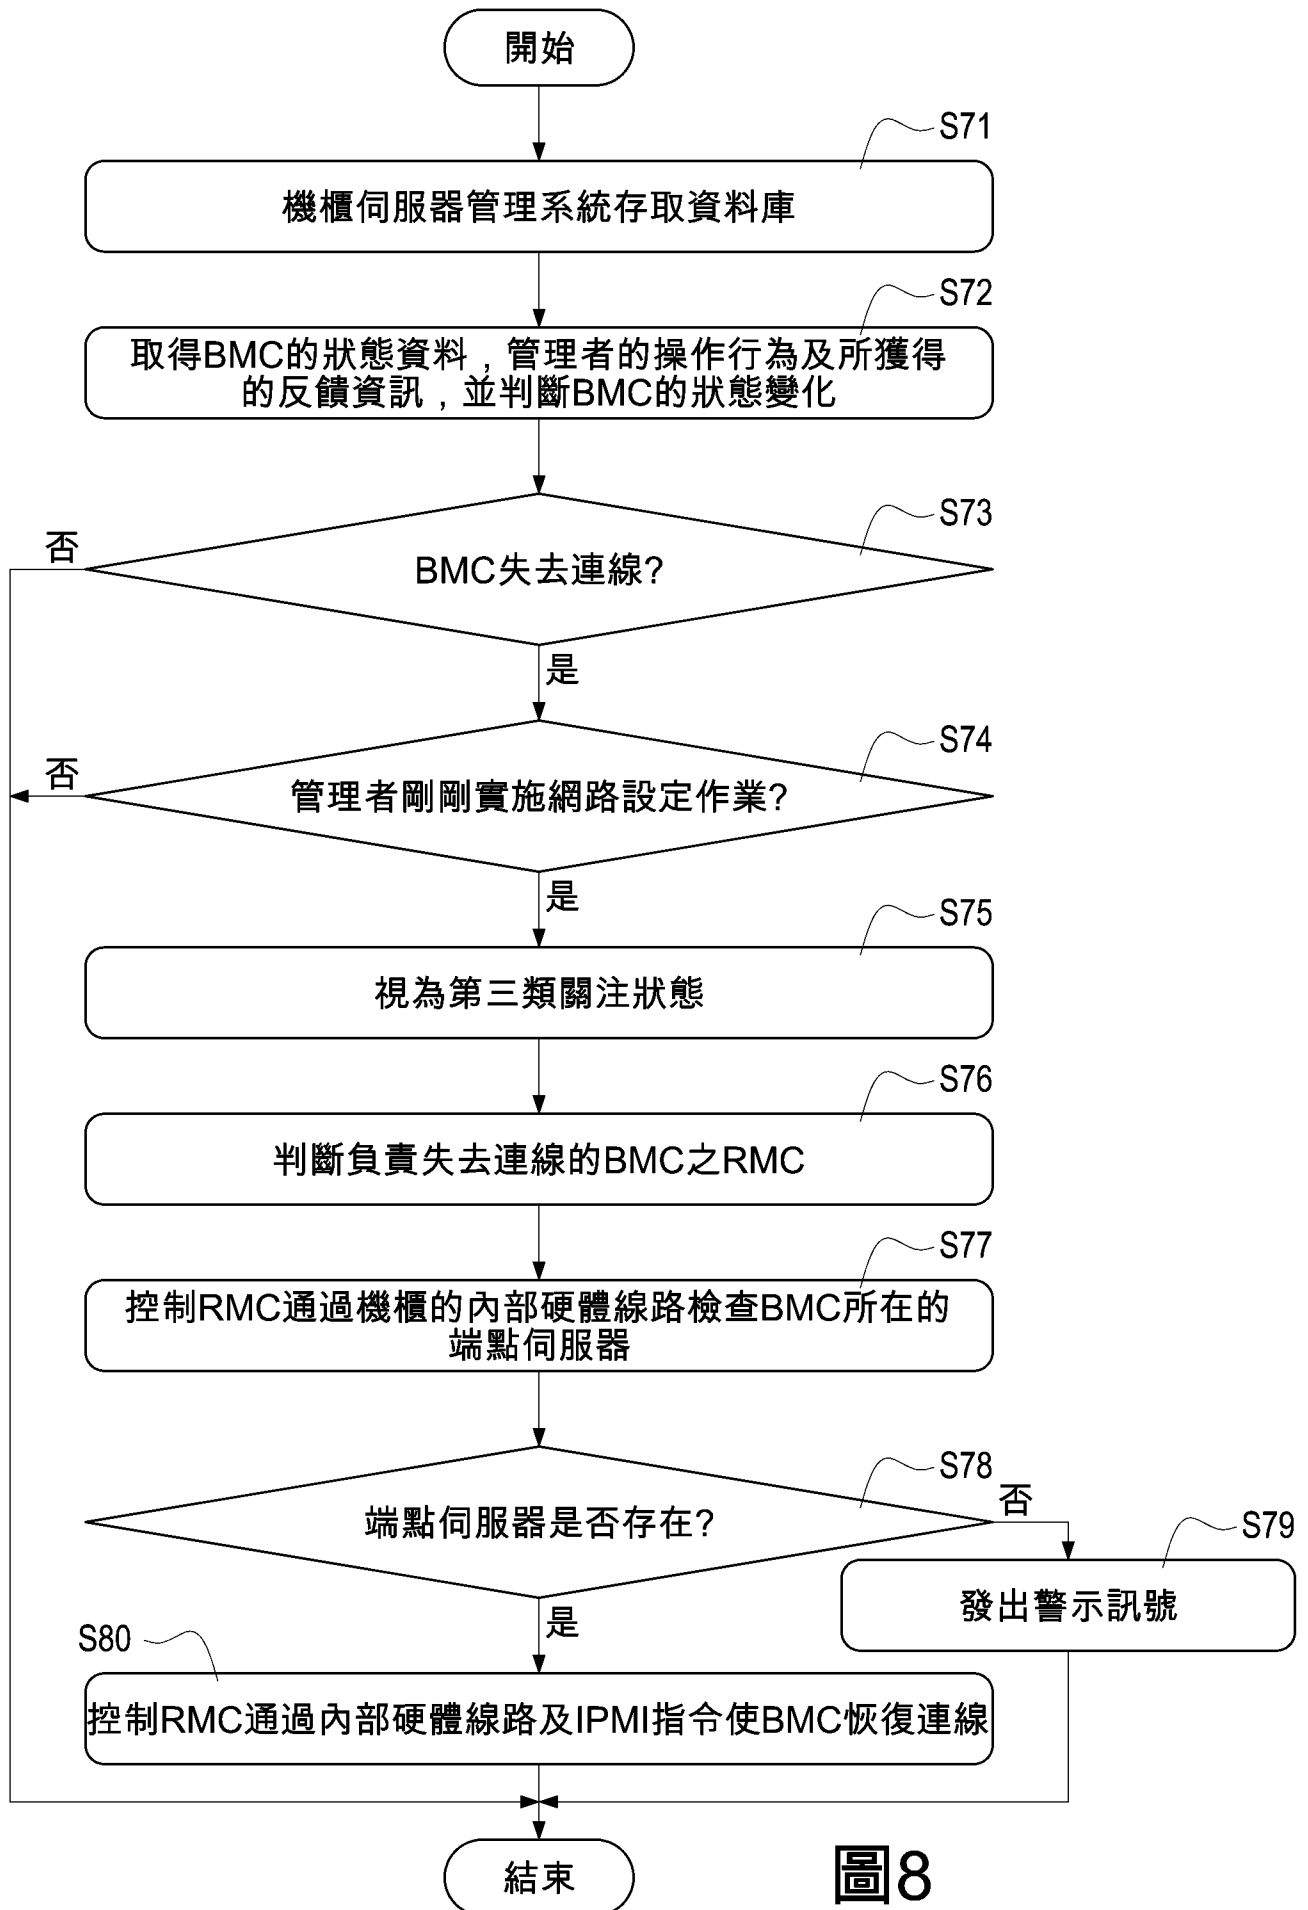 開始
S71
機櫃伺服器管理系統存取資料庫
S72
取得BMC的狀態資料，管理者的操作行為及所獲得
的反饋資訊，並判斷BMC的狀態變化
S73
否
BMC失去連線?
是
S74
否
管理者剛剛實施網路設定作業?
是
S75
視為第三類關注狀態
S76
判斷負責失去連線的BMC之RMC
S77
控制RMC通過機櫃的內部硬體線路檢查BMC所在的
端點伺服器
S78
否
端點伺服器是否存在?
S79
發出警示訊號
是
S80
控制RMC通過內部硬體線路及IPMI指令使BMC恢復連線
結束
圖8